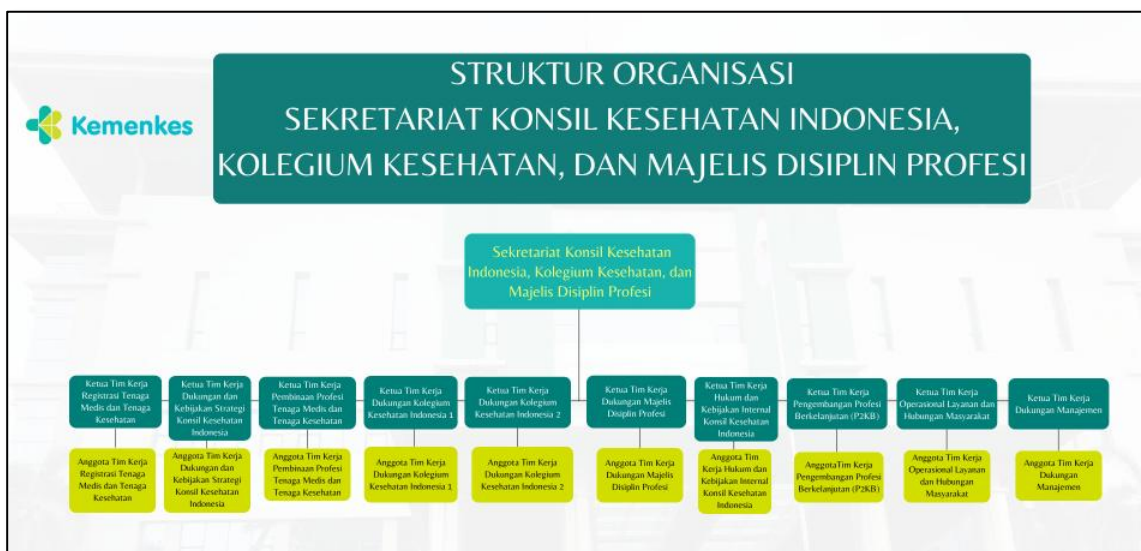 STRUKTUR ORGANISASI
SEKRETARIAT KONSIL KESEHATAN INDONESIA,
KOLEGIUM KESEHATAN, DAN MAJELIS DISIPLIN PROFESI
Kemenkes
Sekretariat Konsil Kesehatan
Indonesia, Kolegium Kesehatan, dan
Majelis Disiplin Profesi
Ketua Tim Kerja
Registrasi Tenaga
Medis dan Tenaga
Kesehatan
Ketua Tim Kerja
Dukungan dan
Kebijakan Strategi
Konsil Kesehatan
Indonesia
Ketua Tim Kerja
Pembinaan Profesi
Tenaga Medis dan
Tenaga Kesehatan
Ketua Tim Kerja
Dukungan Kolegium
Kesehatan Indonesia 1
Ketua Tim Kerja
Dukungan Kolegium
Kesehatan Indonesia 2
Ketua Tim Kerja
Dukungan Majelis
Disiplin Profesi
Ketua Tim Kerja
Hukum dan
Kebijakan Internal
Konsil Kesehatan
Indonesia
Ketua Tim Kerja
Pengembangan Profesi
Berkelanjutan (P2KB)
Ketua Tim Kerja
Operasional Layanan dan
Hubungan Masyarakat
Ketua Tim Kerja
Dukungan Manajemen
Anggota Tim Kerja
Registrasi Tenaga
Medis dan Tenaga
Kesehatan
Anggota Tim Kerja
Dukungan dan
Kebijakan Strategi
Konsil Kesehatan
Indonesia
Anggota Tim Kerja
Pembinaan Profesi
Tenaga Medis dan
Tenaga Kesehatan
Anggota Tim Kerja
Dukungan Kolegium
Kesehatan Indonesia 1
Anggota Tim Kerja
Dukungan Kolegium
Kesehatan Indonesia 2
Anggota Tim Kerja
Dukungan Majelis
Disiplin Profesi
Anggota Tim
Kerja Hukum dan
Kebijakan Internal
Konsil Kesehatan
Indonesia
AnggotaTim Kerja
Pengembangan Profesi
Berkelanjutan (P2KB)
Anggota Tim Kerja
Operasional Layanan
dan Hubungan
Masyarakat
Anggota Tim Kerja
Dukungan
Manajemen